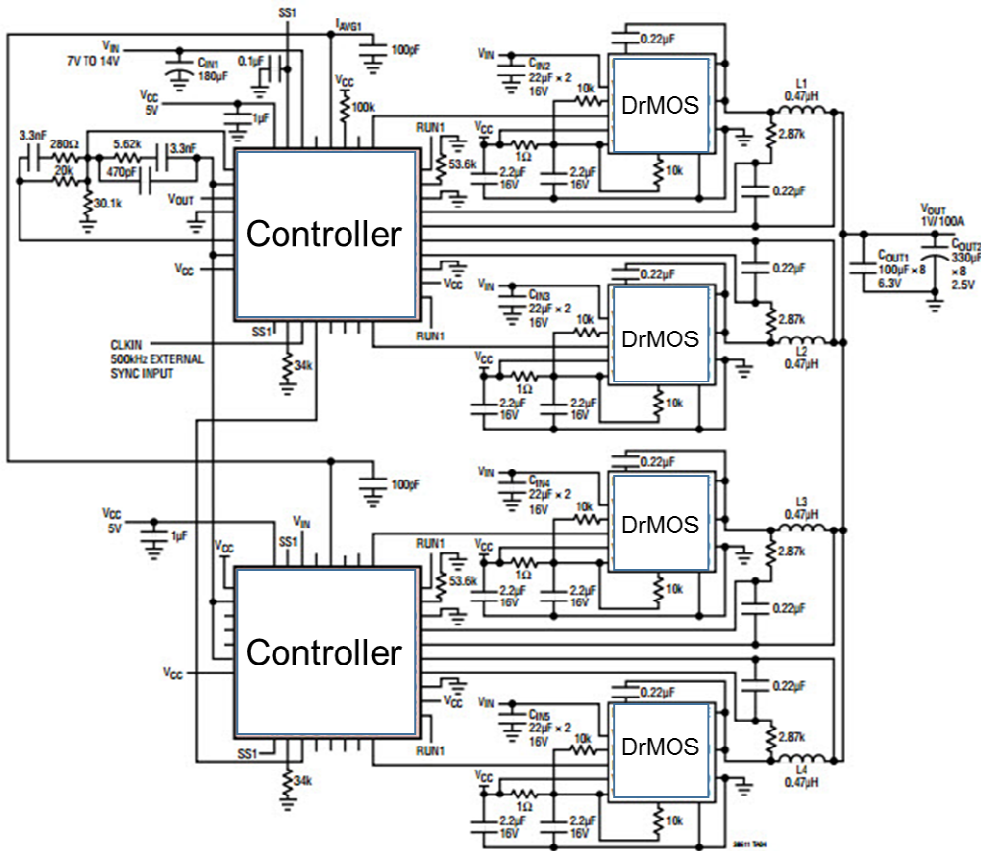 SS1
IAVG1
100pF
VIN
7V TO 14V
CIN1
180µF
0.1µF
VCC
5V
1µF
VCC
100k
3.3nF
280Ω
5.62k
3.3nF
20k
470pF
30.1k
VOUT
VCC
Controller
RUN1
53.6k
VCC
RUN1
SS1
CLKIN
500kHz EXTERNAL
SYNC INPUT
34k
VIN
CIN2
22µF × 2
16V
0.22µF
10k
DrMOS
VCC
1Ω
2.2µF
16V
2.2µF
16V
10k
L1
0.47µH
2.87k
0.22µF
VOUT
1V/100A
COUT1
100µF × 8
6.3V
COUT2
330µF
× 8
2.5V
VIN
CIN3
22µF × 2
16V
0.22µF
10k
DrMOS
VCC
1Ω
2.2µF
16V
2.2µF
16V
10k
0.22µF
2.87k
L2
0.47µH
100pF
VCC
5V
1µF
VCC
SS1
VIN
Controller
RUN1
53.6k
VCC
VCC
RUN1
SS1
34k
VIN
CIN4
22µF × 2
16V
0.22µF
10k
DrMOS
VCC
1Ω
2.2µF
16V
2.2µF
16V
10k
L3
0.47µH
2.87k
0.22µF
VIN
CIN5
22µF × 2
16V
0.22µF
10k
DrMOS
VCC
1Ω
2.2µF
16V
2.2µF
16V
10k
0.22µF
2.87k
L4
0.47µH